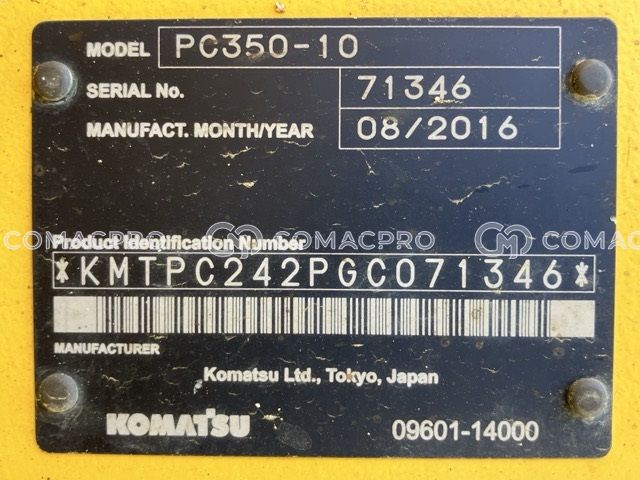 MODEL PC350-10
SERIAL No. 71346
MANUFACT. MONTH/YEAR 08/2016
COMACPRO COMACPRO COMACPRO
Product Identification Number
*KMTPC242PGC071346*
MANUFACTURER
Komatsu Ltd., Tokyo, Japan
KOMATSU 09601-14000